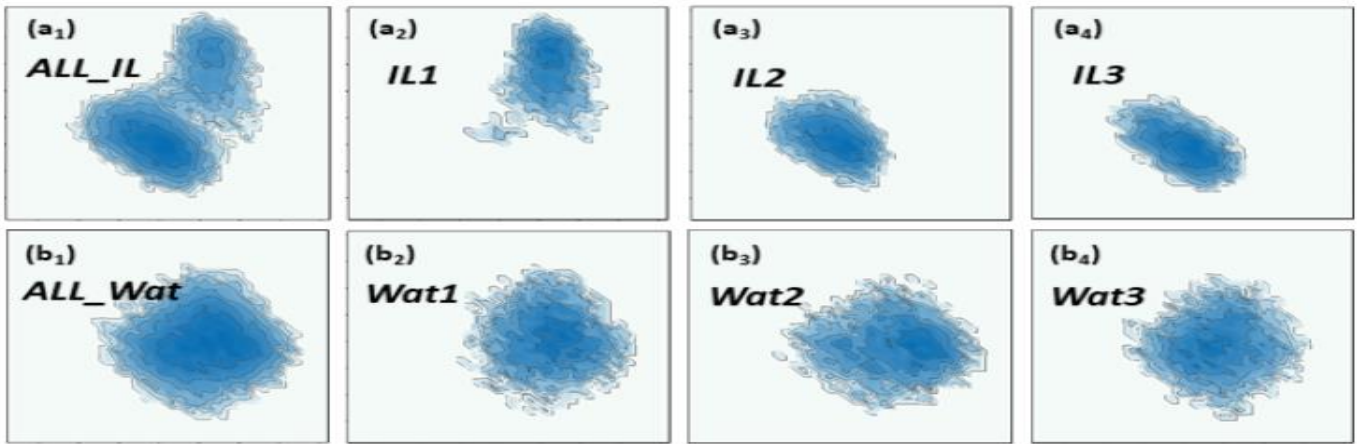 (a₁)
ALL_IL
(a₂)
IL1
(a₃)
IL2
(a₄)
IL3
(b₁)
ALL_Wat
(b₂)
Wat1
(b₃)
Wat2
(b₄)
Wat3